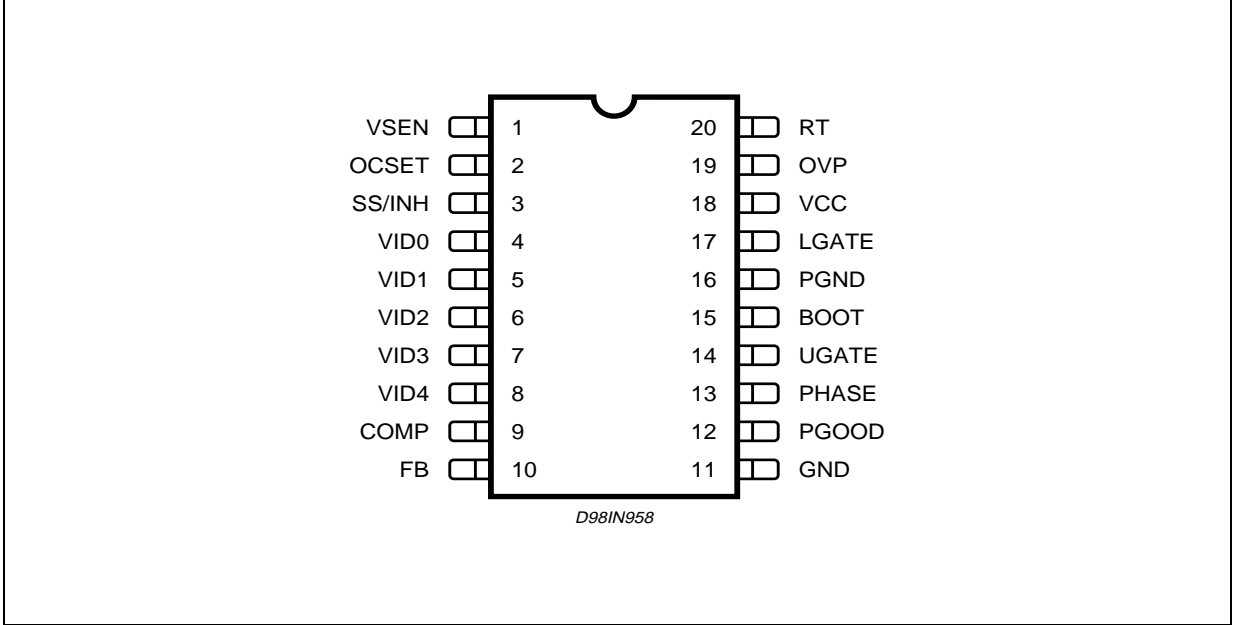 VSEN 1 20 RT
OCSET 2 19 OVP
SS/INH 3 18 VCC
VID0 4 17 LGATE
VID1 5 16 PGND
VID2 6 15 BOOT
VID3 7 14 UGATE
VID4 8 13 PHASE
COMP 9 12 PGOOD
FB 10 11 GND
D98IN958